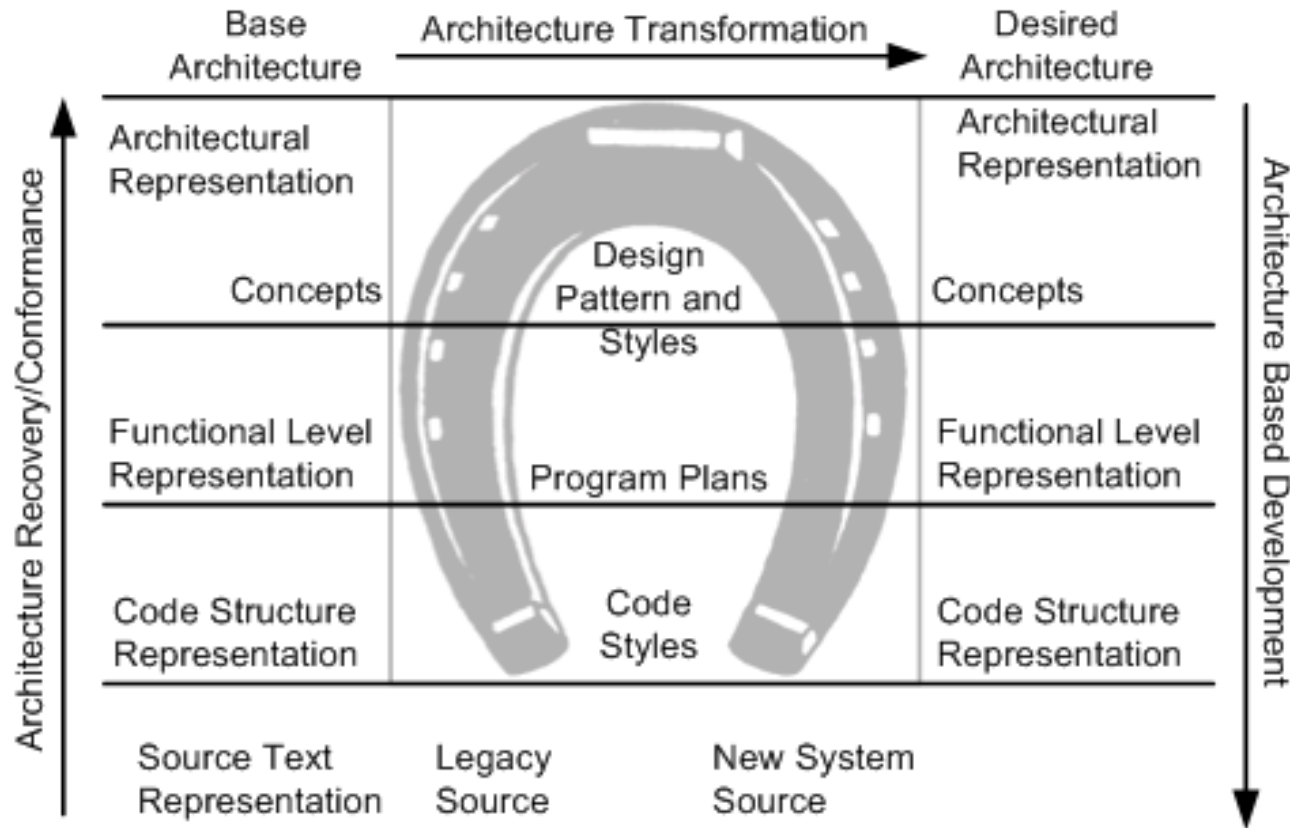 Base
Architecture
Architecture Transformation
Desired
Architecture
Architecture Recovery/Conformance
Architectural
Representation
Architectural
Representation
Concepts
Design
Pattern and
Styles
Concepts
Functional Level
Representation
Program Plans
Functional Level
Representation
Code Structure
Representation
Code
Styles
Code Structure
Representation
Source Text
Representation
Legacy
Source
New System
Source
Architecture Based Development